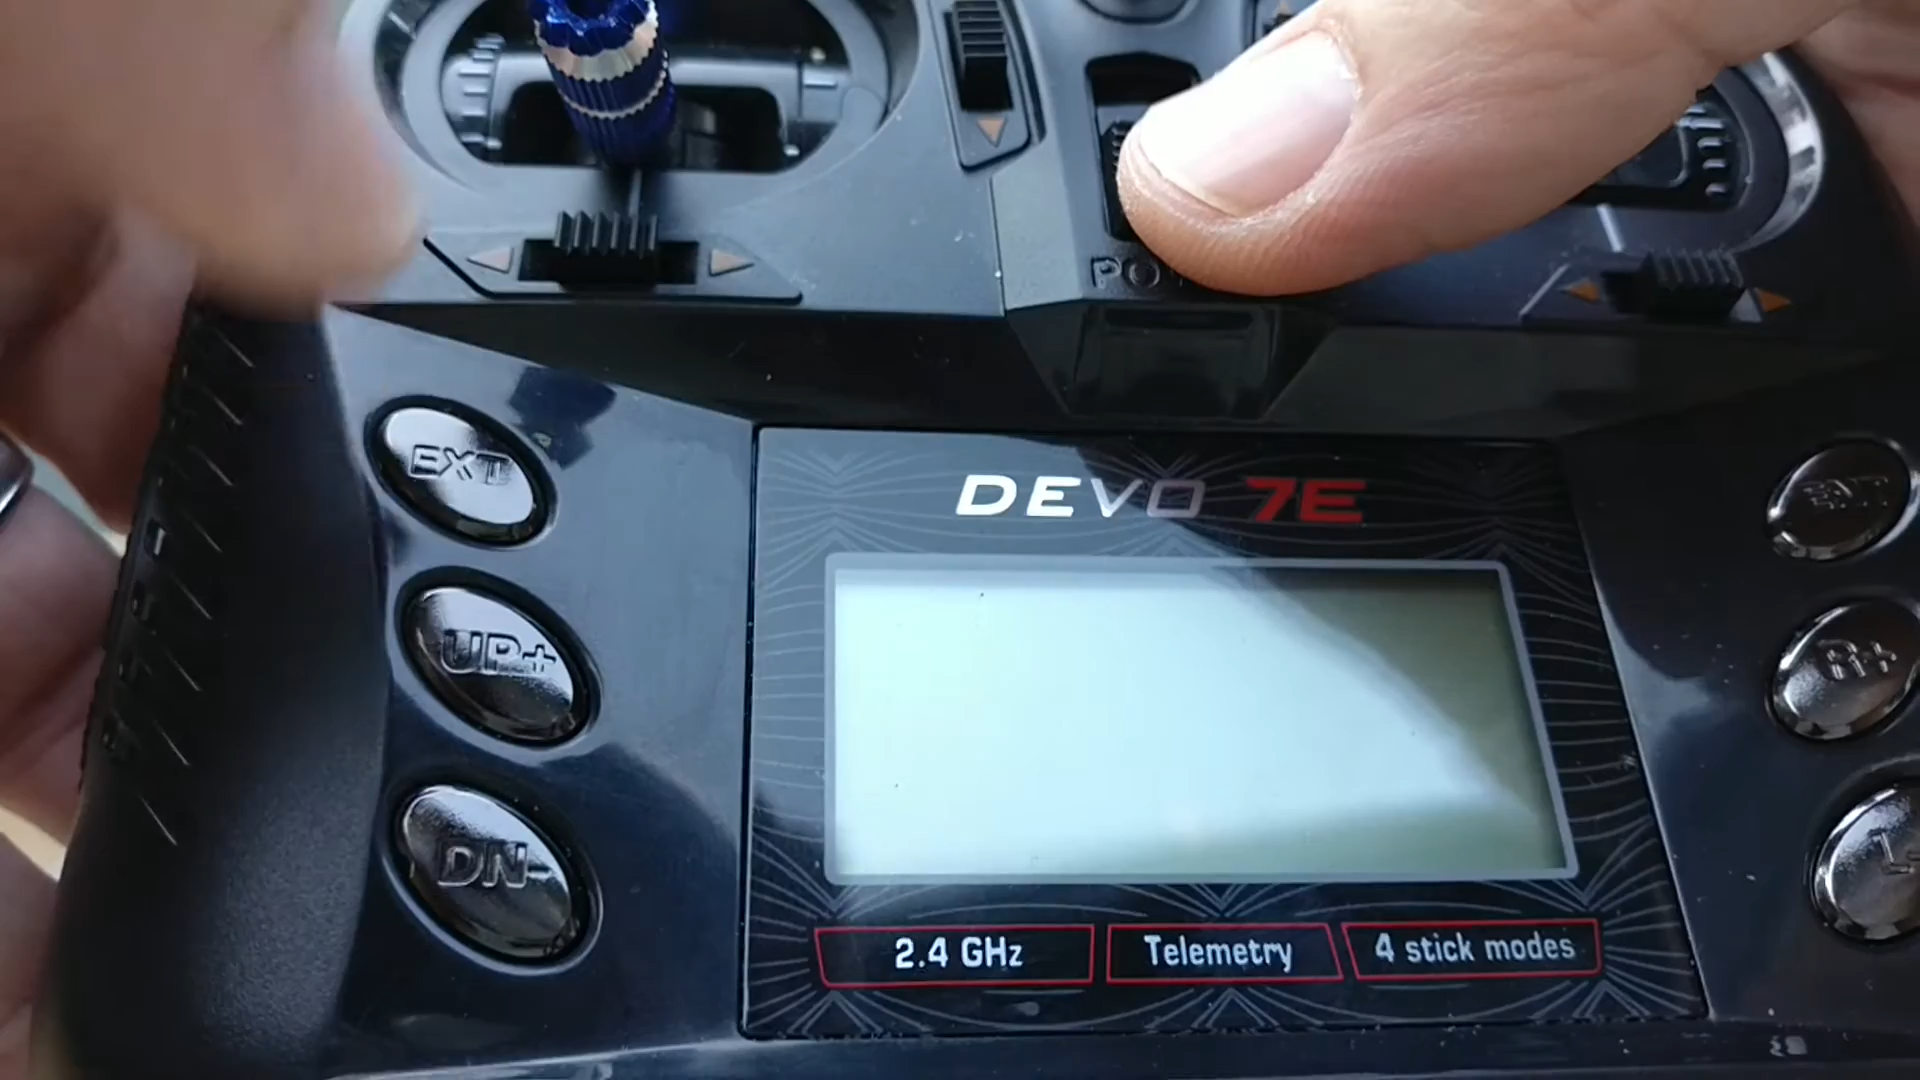 EXT
DEVO 7E
UP+
R+
DN-
2.4 GHz
Telemetry
4 stick modes